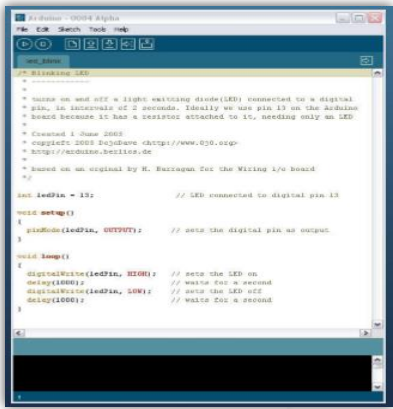 Arduino - 0004 Alpha
File Edit Sketch Tools Help
/* Blinking LED
* ------------
*
* turns on and off a light emitting diode(LED) connected to a digital
* pin, in intervals of 2 seconds. Ideally we use pin 13 on the Arduino
* board because it has a resistor attached to it, needing only an LED
*
* Created 1 June 2005
* copyleft 2005 DojoDave <http://www.0j0.org>
* http://arduino.berlios.de
*
* based on an orginal by H. Barragan for the Wiring i/o board
*/
int ledPin = 13; // LED connected to digital pin 13
void setup()
{
pinMode(ledPin, OUTPUT); // sets the digital pin as output
}
void loop()
{
digitalWrite(ledPin, HIGH); // sets the LED on
delay(1000); // waits for a second
digitalWrite(ledPin, LOW); // sets the LED off
delay(1000); // waits for a second
}